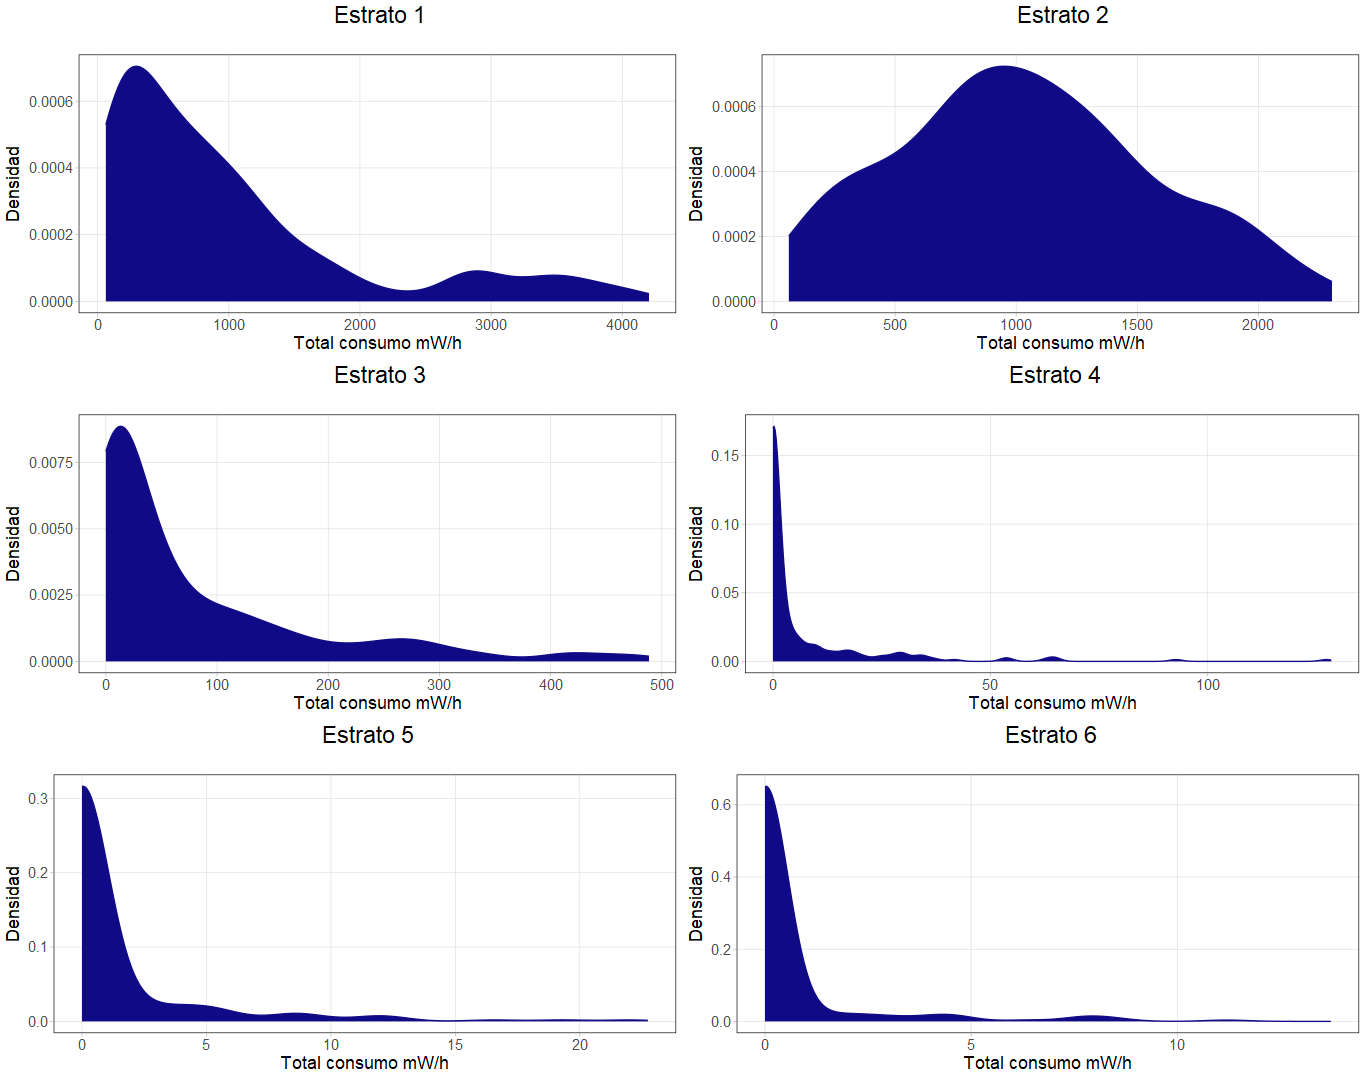 Estrato 1
Densidad
0.0006
0.0004
0.0002
0.0000
0 1000 2000 3000 4000
Total consumo mW/h
Estrato 2
Densidad
0.0006
0.0004
0.0002
0.0000
0 500 1000 1500 2000
Total consumo mW/h
Estrato 3
Densidad
0.0075
0.0050
0.0025
0.0000
0 100 200 300 400 500
Total consumo mW/h
Estrato 4
Densidad
0.15
0.10
0.05
0.00
0 50 100
Total consumo mW/h
Estrato 5
Densidad
0.3
0.2
0.1
0.0
0 5 10 15 20
Total consumo mW/h
Estrato 6
Densidad
0.6
0.4
0.2
0.0
0 5 10
Total consumo mW/h